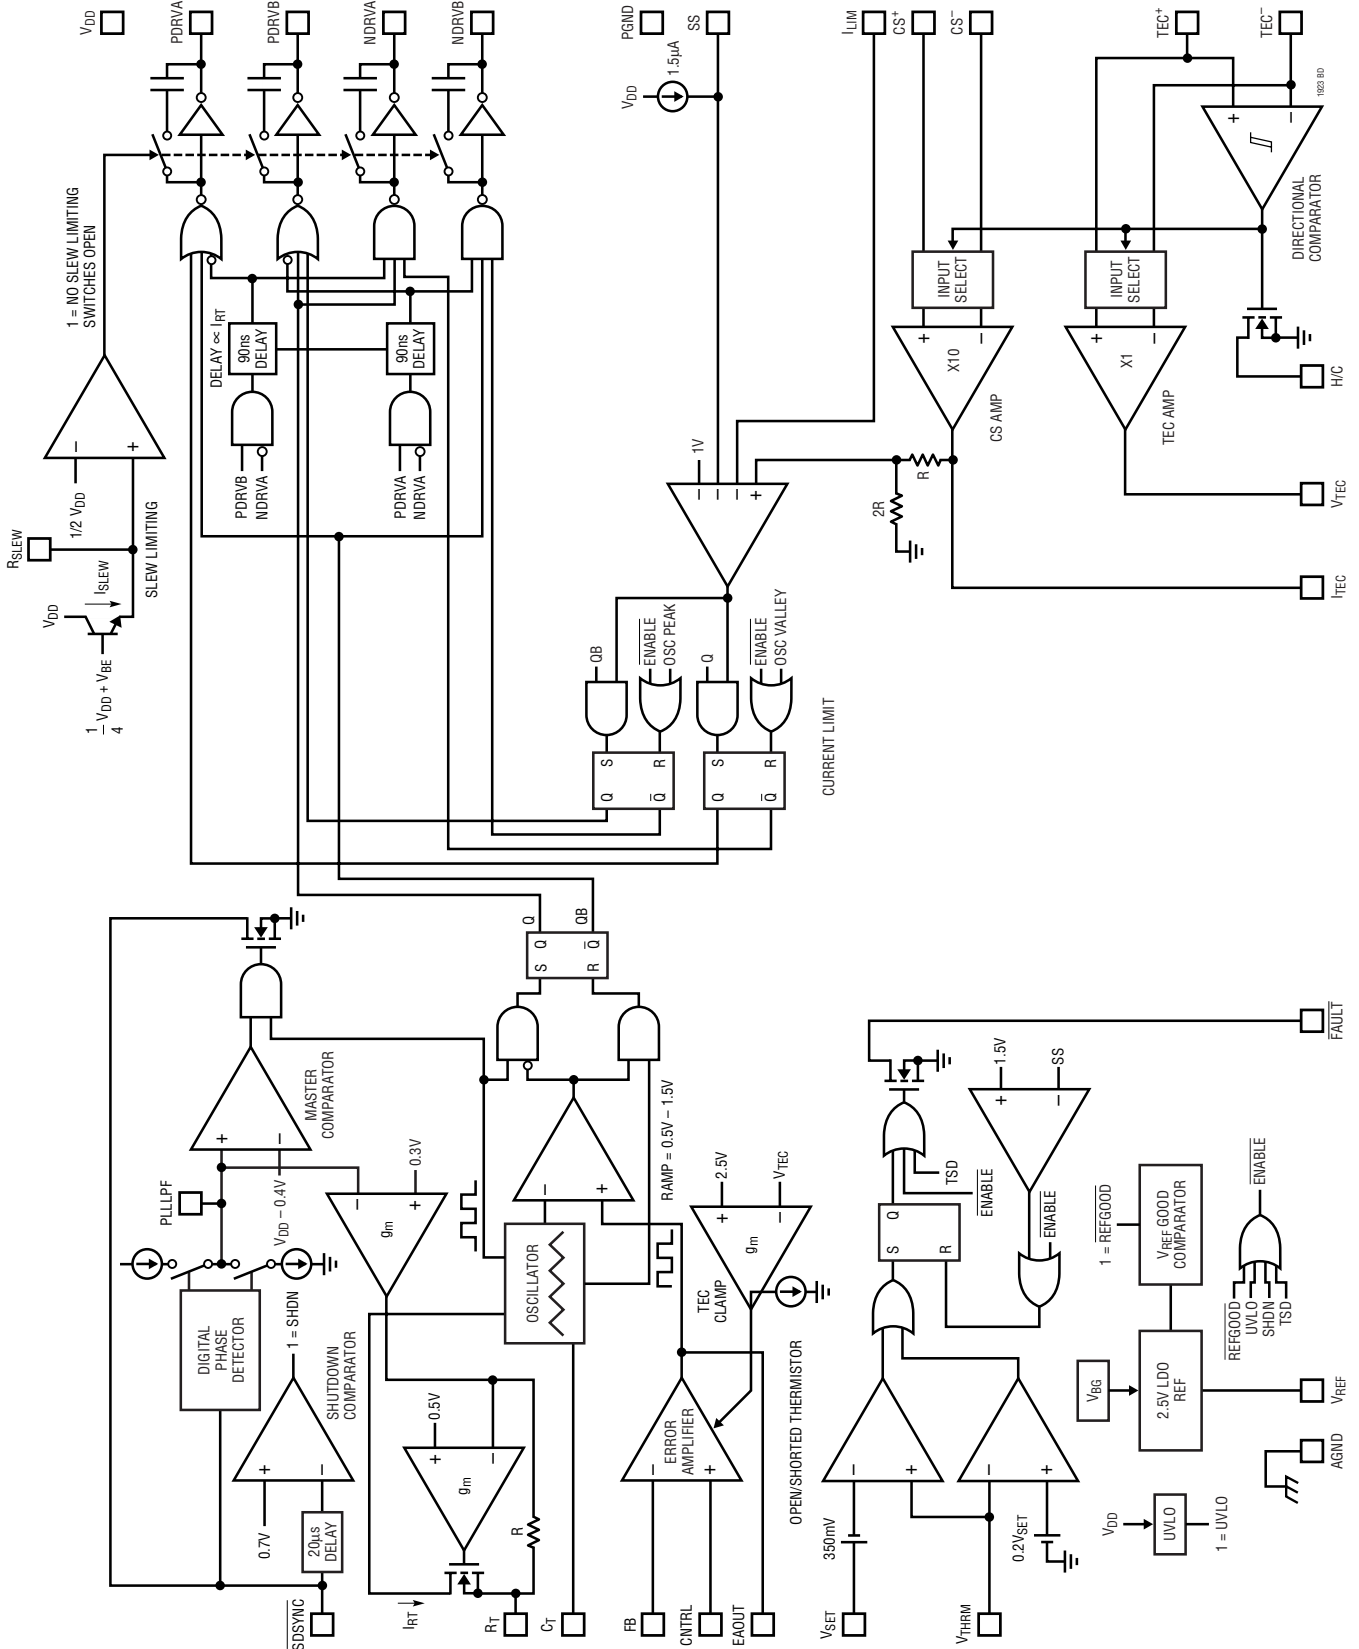 VDD
PDRVA
PDRVB
NDRVA
NDRVB
PGND
SS
ILIM
CS+
CS–
TEC+
TEC–
1923 BD
1 = NO SLEW LIMITING
SWITCHES OPEN
VDD
1.5µA
+
–
DIRECTIONAL
COMPARATOR
DELAY ∝ IRT
90ns
DELAY
90ns
DELAY
INPUT
SELECT
INPUT
SELECT
–
+
PDRVB
NDRVA
PDRVA
NDRVA
+
–
X10
CS AMP
+
–
X1
TEC AMP
H/C
1/2 VDD
RSLEW
ISLEW
SLEW LIMITING
VDD
1/4 VDD + VBE
1V
–
–
–
+
R
2R
VTEC
ITEC
QB
ENABLE
OSC PEAK
Q
ENABLE
OSC VALLEY
S
R
Q
Q
S
R
Q
Q
CURRENT LIMIT
Q
QB
Q
Q
S
R
MASTER
COMPARATOR
+
–
PLLLPF
VDD – 0.4V
0.3V
–
+
gm
RAMP = 0.5V – 1.5V
–
+
OSCILLATOR
2.5V
VTEC
+
–
gm
TEC
CLAMP
DIGITAL
PHASE
DETECTOR
1 = SHDN
SHUTDOWN
COMPARATOR
+
–
0.7V
20µs
DELAY
SDSYNC
0.5V
+
–
gm
R
IRT
RT
CT
ERROR
AMPLIFIER
–
+
FB
CNTRL
EAOUT
OPEN/SHORTED THERMISTOR
FAULT
1.5V
SS
+
–
TSD
ENABLE
Q
S
R
ENABLE
1 = REFGOOD
VREFGOOD
COMPARATOR
ENABLE
REFGOOD
UVLO
SHDN
TSD
VBG
2.5V LDO
REF
VREF
AGND
–
+
–
+
350mV
0.2VSET
VSET
VTHRM
VDD
UVLO
1 = UVLO